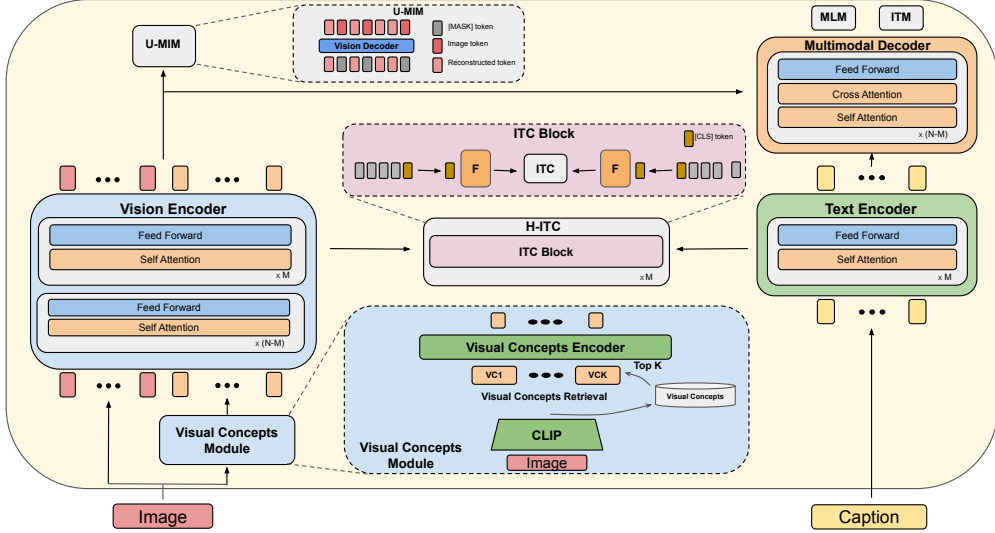 U-MIM
U-MIM
[MASK] token
Vision Decoder
Image token
Reconstructed token
MLM
ITM
Multimodal Decoder
Feed Forward
Cross Attention
Self Attention
x (N-M)
ITC Block
[CLS] token
F
ITC
F
Vision Encoder
Feed Forward
Self Attention
x M
Feed Forward
Self Attention
x (N-M)
H-ITC
ITC Block
x M
Text Encoder
Feed Forward
Self Attention
x M
Visual Concepts Encoder
VC1
VCK
Top K
Visual Concepts Retrieval
Visual Concepts
CLIP
Image
Visual Concepts
Module
Visual Concepts
Module
Image
Caption